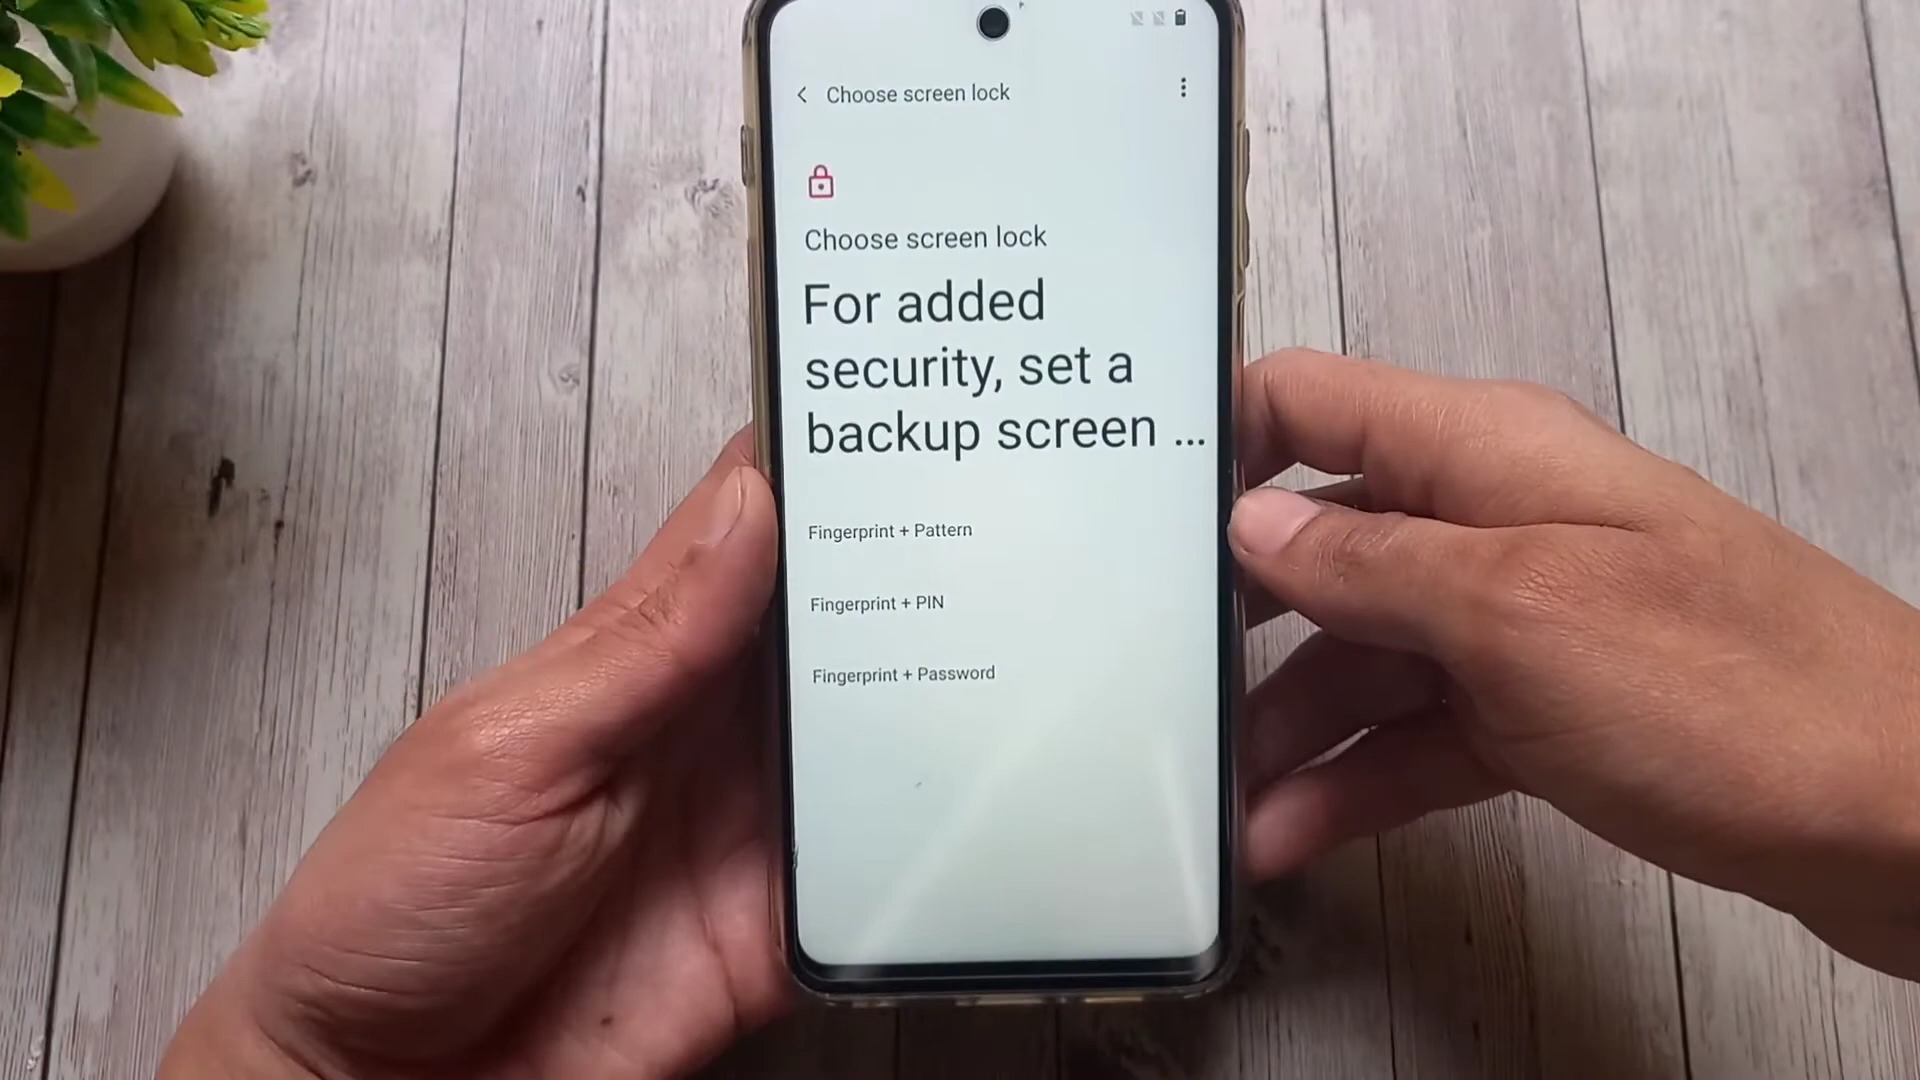 Choose screen lock
Choose screen lock
For added
security, set a
backup screen ...
Fingerprint + Pattern
Fingerprint + PIN
Fingerprint + Password